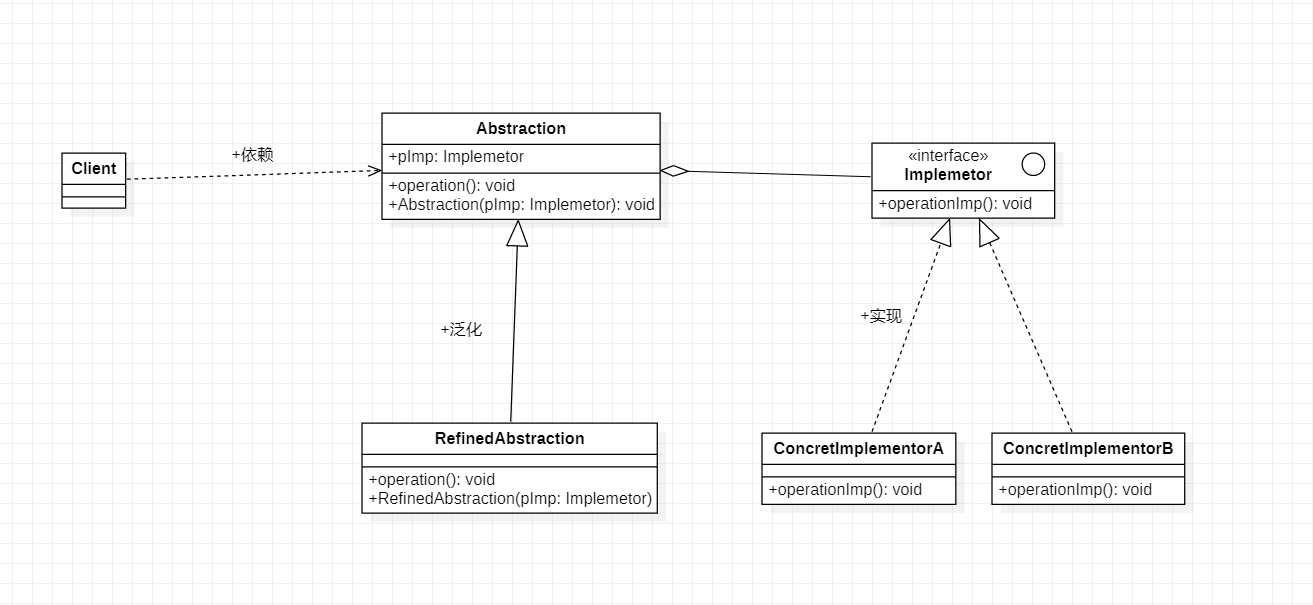 Abstraction
+pImp: Implemetor
+operation(): void
+Abstraction(pImp: Implemetor): void
+依赖
Client
«interface»
Implemetor
+operationImp(): void
+泛化
+实现
RefinedAbstraction
+operation(): void
+RefinedAbstraction(pImp: Implemetor)
ConcretImplementorA
+operationImp(): void
ConcretImplementorB
+operationImp(): void